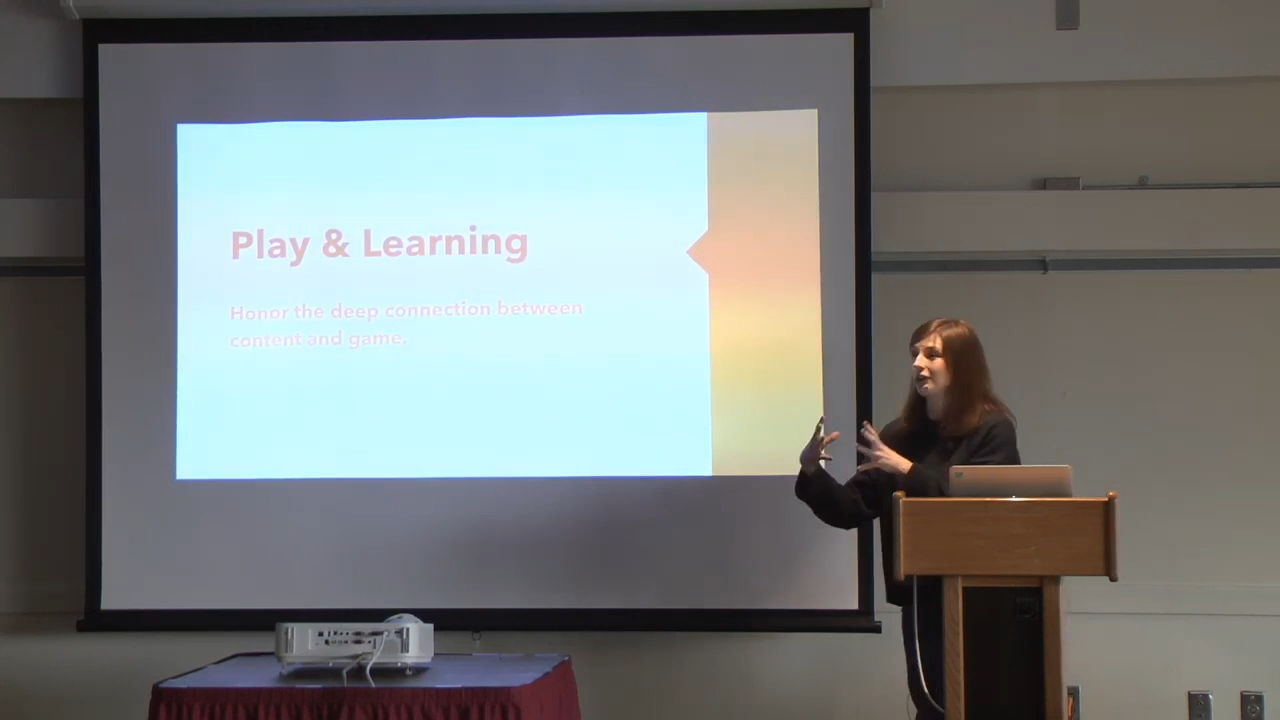 Play & Learning
Honor the deep connection between
content and game.